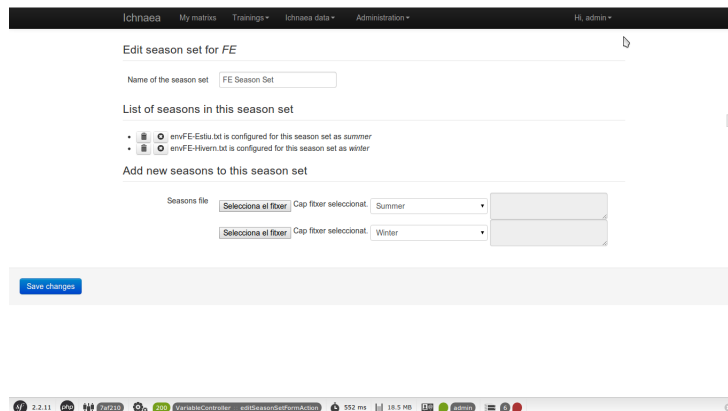 Ichnaea My matrixs Trainings Ichnaea data Administration Hi, admin
Edit season set for FE
Name of the season set FE Season Set
List of seasons in this season set
envFE-Estiu.txt is configured for this season set as summer
envFE-Hivern.txt is configured for this season set as winter
Add new seasons to this season set
Seasons file Selecciona el fitxer Cap fitxer seleccionat. Summer
Selecciona el fitxer Cap fitxer seleccionat. Winter
Save changes
sf 2.2.11 php 7af210 200 VariableController editSeasonSetFormAction 552 ms 18.5 MB admin 6